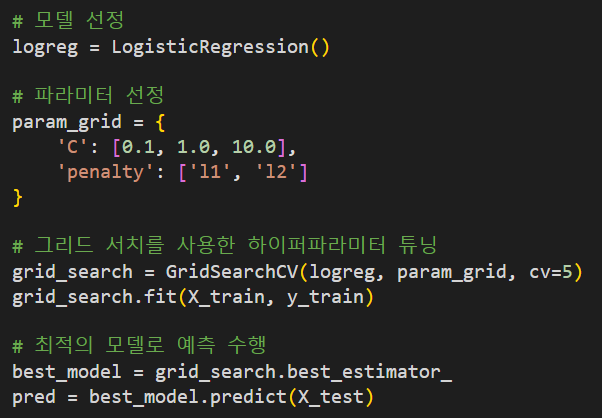 # 모델 선정
logreg = LogisticRegression()
# 파라미터 선정
param_grid = {
    'C': [0.1, 1.0, 10.0],
    'penalty': ['l1', 'l2']
}
# 그리드 서치를 사용한 하이퍼파라미터 튜닝
grid_search = GridSearchCV(logreg, param_grid, cv=5)
grid_search.fit(X_train, y_train)
# 최적의 모델로 예측 수행
best_model = grid_search.best_estimator_
pred = best_model.predict(X_test)